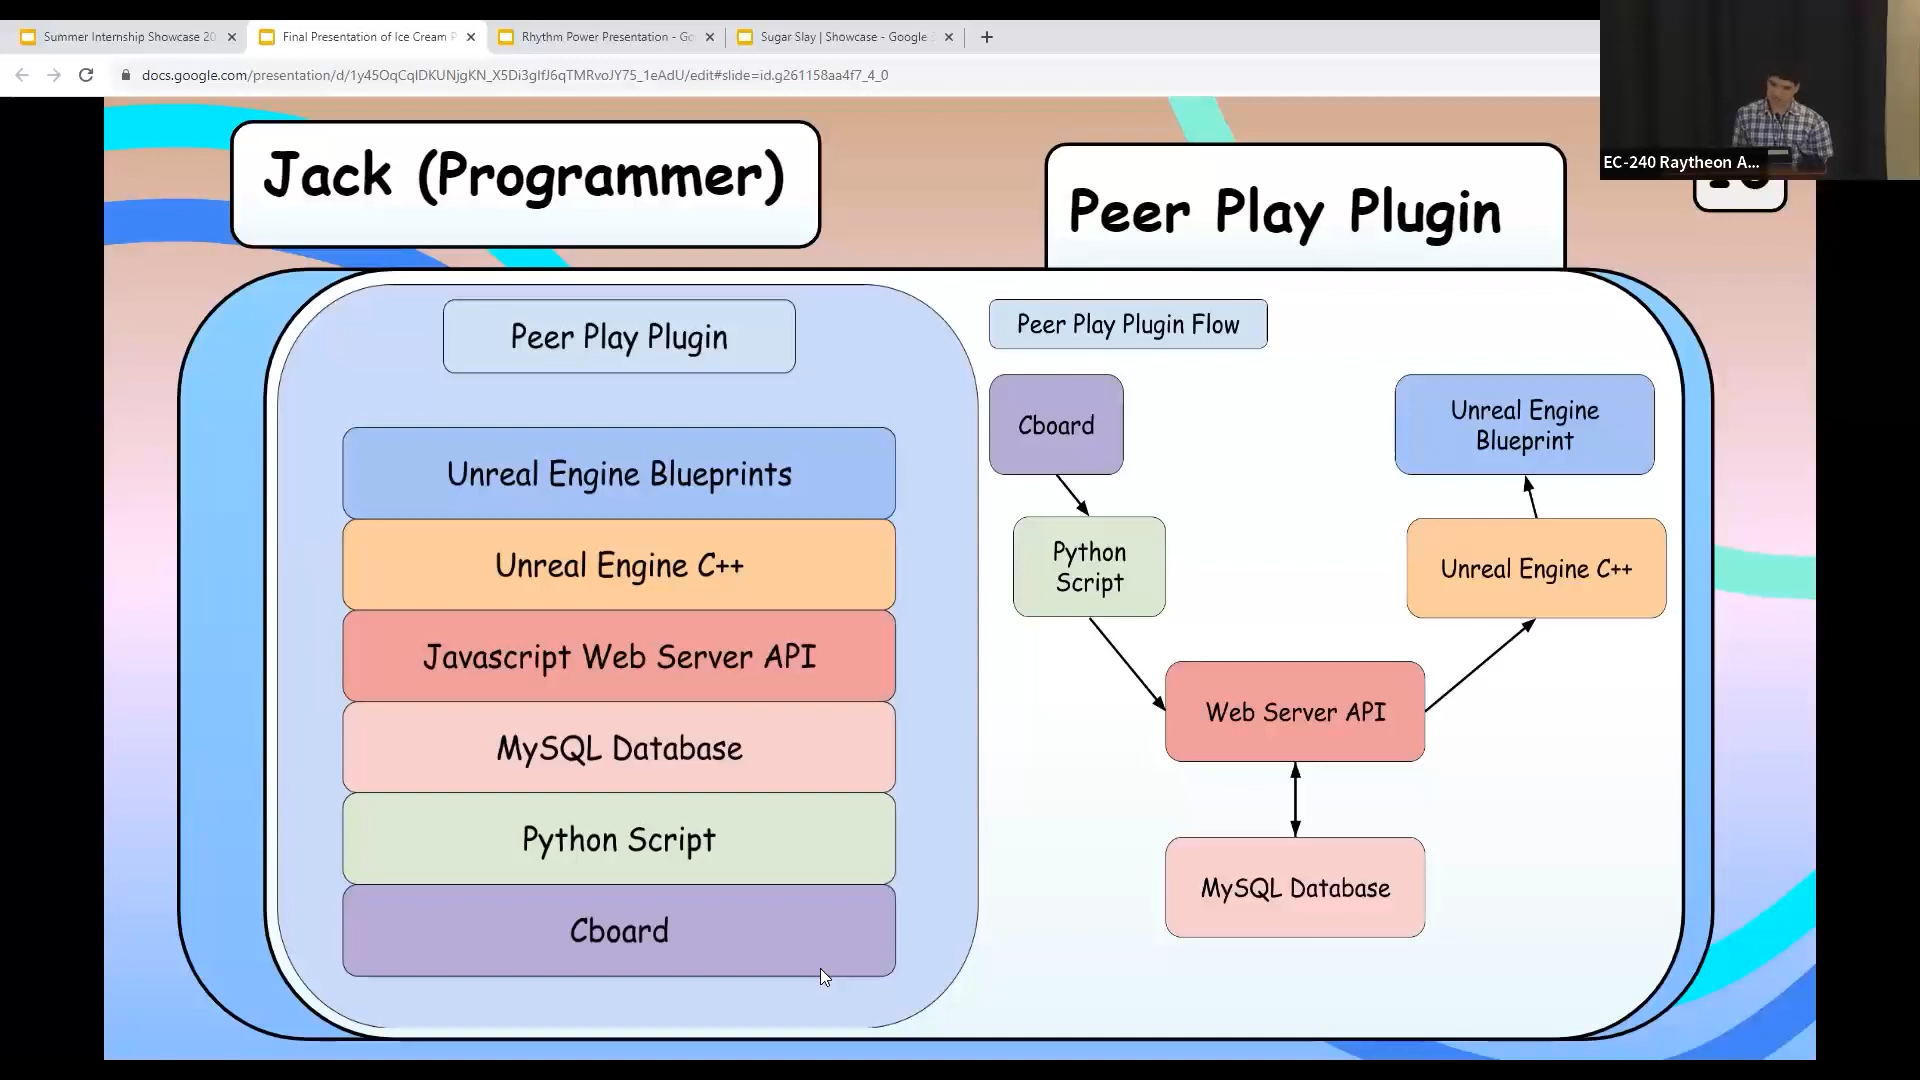 Summer Internship Showcase 20
Final Presentation of Ice Cream P
Rhythm Power Presentation - Go
Sugar Slay | Showcase - Google
docs.google.com/presentation/d/1y45OqCqIDKUNjgKN_X5Di3gIfJ6qTMRvoJY75_1eAdU/edit#slide=id.g261158aa4f7_4_0
EC-240 Raytheon A...
Jack (Programmer)
Peer Play Plugin
Peer Play Plugin
Unreal Engine Blueprints
Unreal Engine C++
Javascript Web Server API
MySQL Database
Python Script
Cboard
Peer Play Plugin Flow
Cboard
Python
Script
Web Server API
MySQL Database
Unreal Engine C++
Unreal Engine
Blueprint